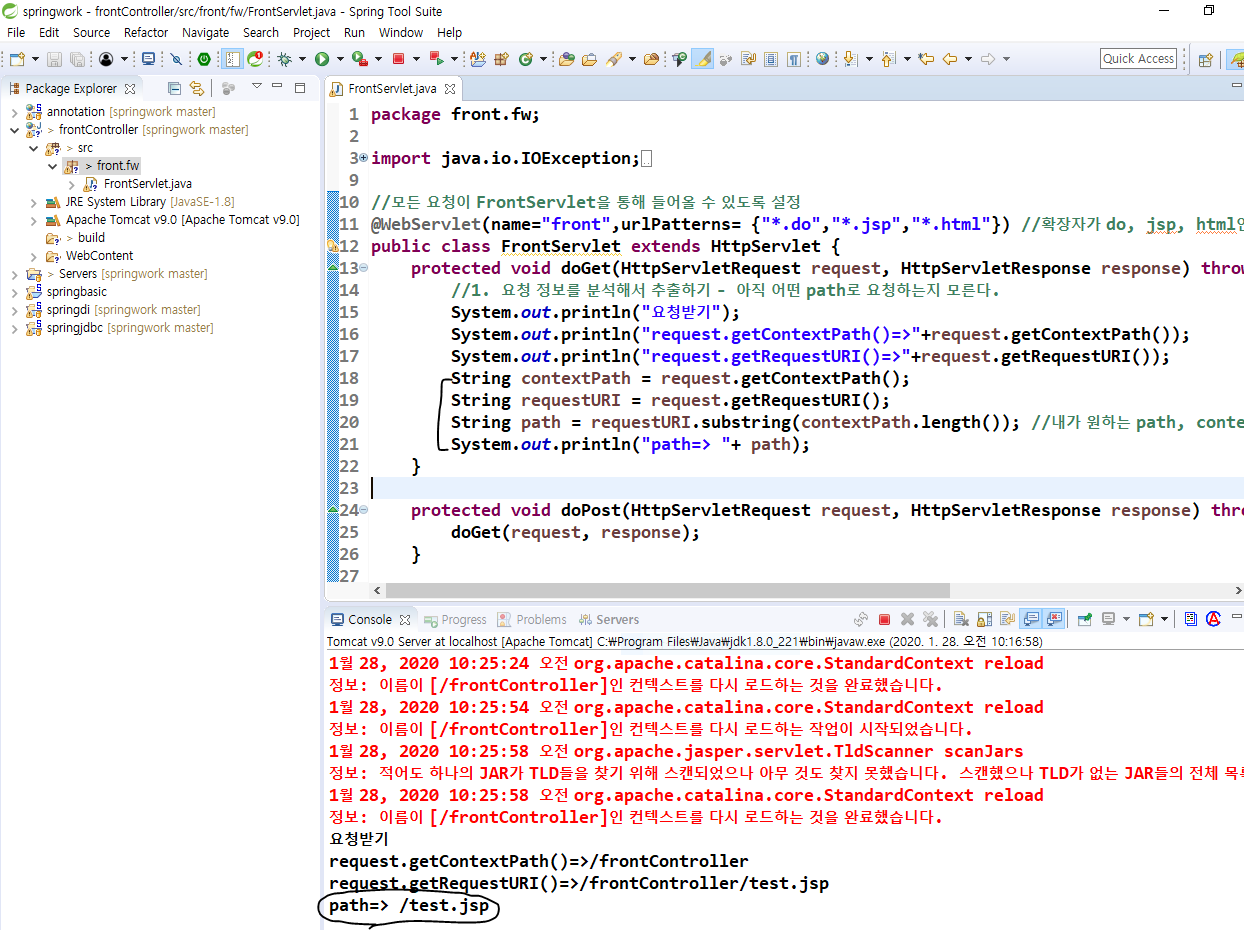 springwork - frontController/src/front/fw/FrontServlet.java - Spring Tool Suite
File Edit Source Refactor Navigate Search Project Run Window Help
Quick Access
Package Explorer
annotation [springwork master]
> frontController [springwork master]
> src
> front.fw
FrontServlet.java
JRE System Library [JavaSE-1.8]
Apache Tomcat v9.0 [Apache Tomcat v9.0]
> build
WebContent
> Servers [springwork master]
springbasic
springdi [springwork master]
springjdbc [springwork master]
FrontServlet.java
1 package front.fw;
2
3 import java.io.IOException;
9
10 //모든 요청이 FrontServlet을 통해 들어올 수 있도록 설정
11 @WebServlet(name="front",urlPatterns= {"*.do","*.jsp","*.html"}) //확장자가 do, jsp, html인
12 public class FrontServlet extends HttpServlet {
13 protected void doGet(HttpServletRequest request, HttpServletResponse response) throw
14 //1. 요청 정보를 분석해서 추출하기 - 아직 어떤 path로 요청하는지 모른다.
15 System.out.println("요청받기");
16 System.out.println("request.getContextPath()=>"+request.getContextPath());
17 System.out.println("request.getRequestURI()=>"+request.getRequestURI());
18 String contextPath = request.getContextPath();
19 String requestURI = request.getRequestURI();
20 String path = requestURI.substring(contextPath.length()); //내가 원하는 path, conte
21 System.out.println("path=> "+ path);
22 }
23
24 protected void doPost(HttpServletRequest request, HttpServletResponse response) thro
25 doGet(request, response);
26 }
27
Console Progress Problems Servers
Tomcat v9.0 Server at localhost [Apache Tomcat] C:₩Program Files₩Java₩jdk1.8.0_221₩bin₩javaw.exe (2020. 1. 28. 오전 10:16:58)
1월 28, 2020 10:25:24 오전 org.apache.catalina.core.StandardContext reload
정보: 이름이 [/frontController]인 컨텍스트를 다시 로드하는 것을 완료했습니다.
1월 28, 2020 10:25:54 오전 org.apache.catalina.core.StandardContext reload
정보: 이름이 [/frontController]인 컨텍스트를 다시 로드하는 작업이 시작되었습니다.
1월 28, 2020 10:25:58 오전 org.apache.jasper.servlet.TldScanner scanJars
정보: 적어도 하나의 JAR가 TLD들을 찾기 위해 스캔되었으나 아무 것도 찾지 못했습니다. 스캔했으나 TLD가 없는 JAR들의 전체 목록
1월 28, 2020 10:25:58 오전 org.apache.catalina.core.StandardContext reload
정보: 이름이 [/frontController]인 컨텍스트를 다시 로드하는 것을 완료했습니다.
요청받기
request.getContextPath()=>/frontController
request.getRequestURI()=>/frontController/test.jsp
path=> /test.jsp